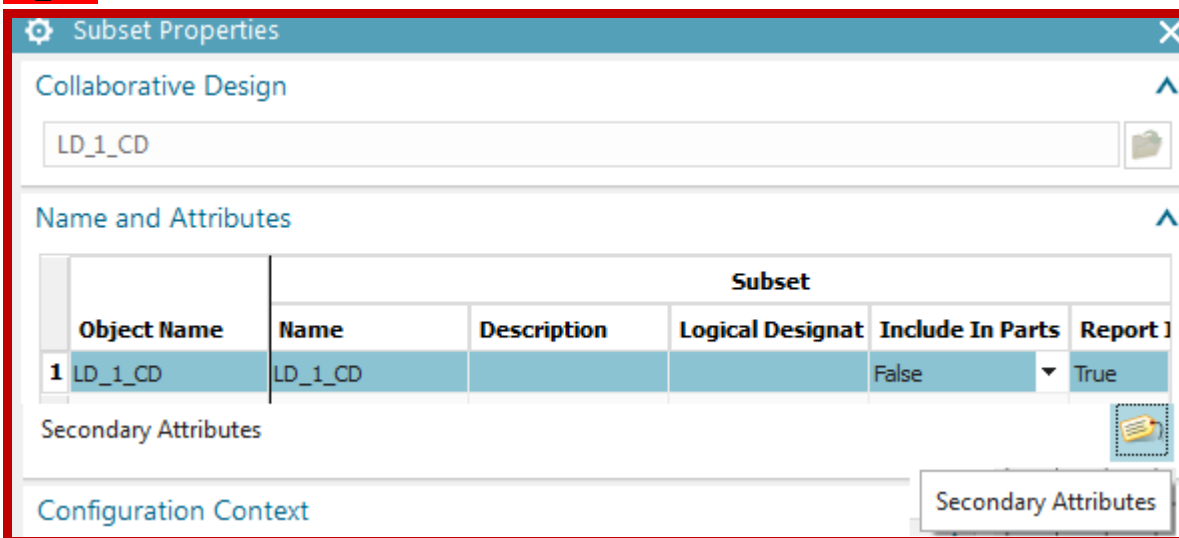 Subset Properties
Collaborative Design
LD_1_CD
Name and Attributes
Subset
Object Name Name Description Logical Designat Include In Parts Report
1 LD_1_CD LD_1_CD False True
Secondary Attributes
Secondary Attributes
Configuration Context